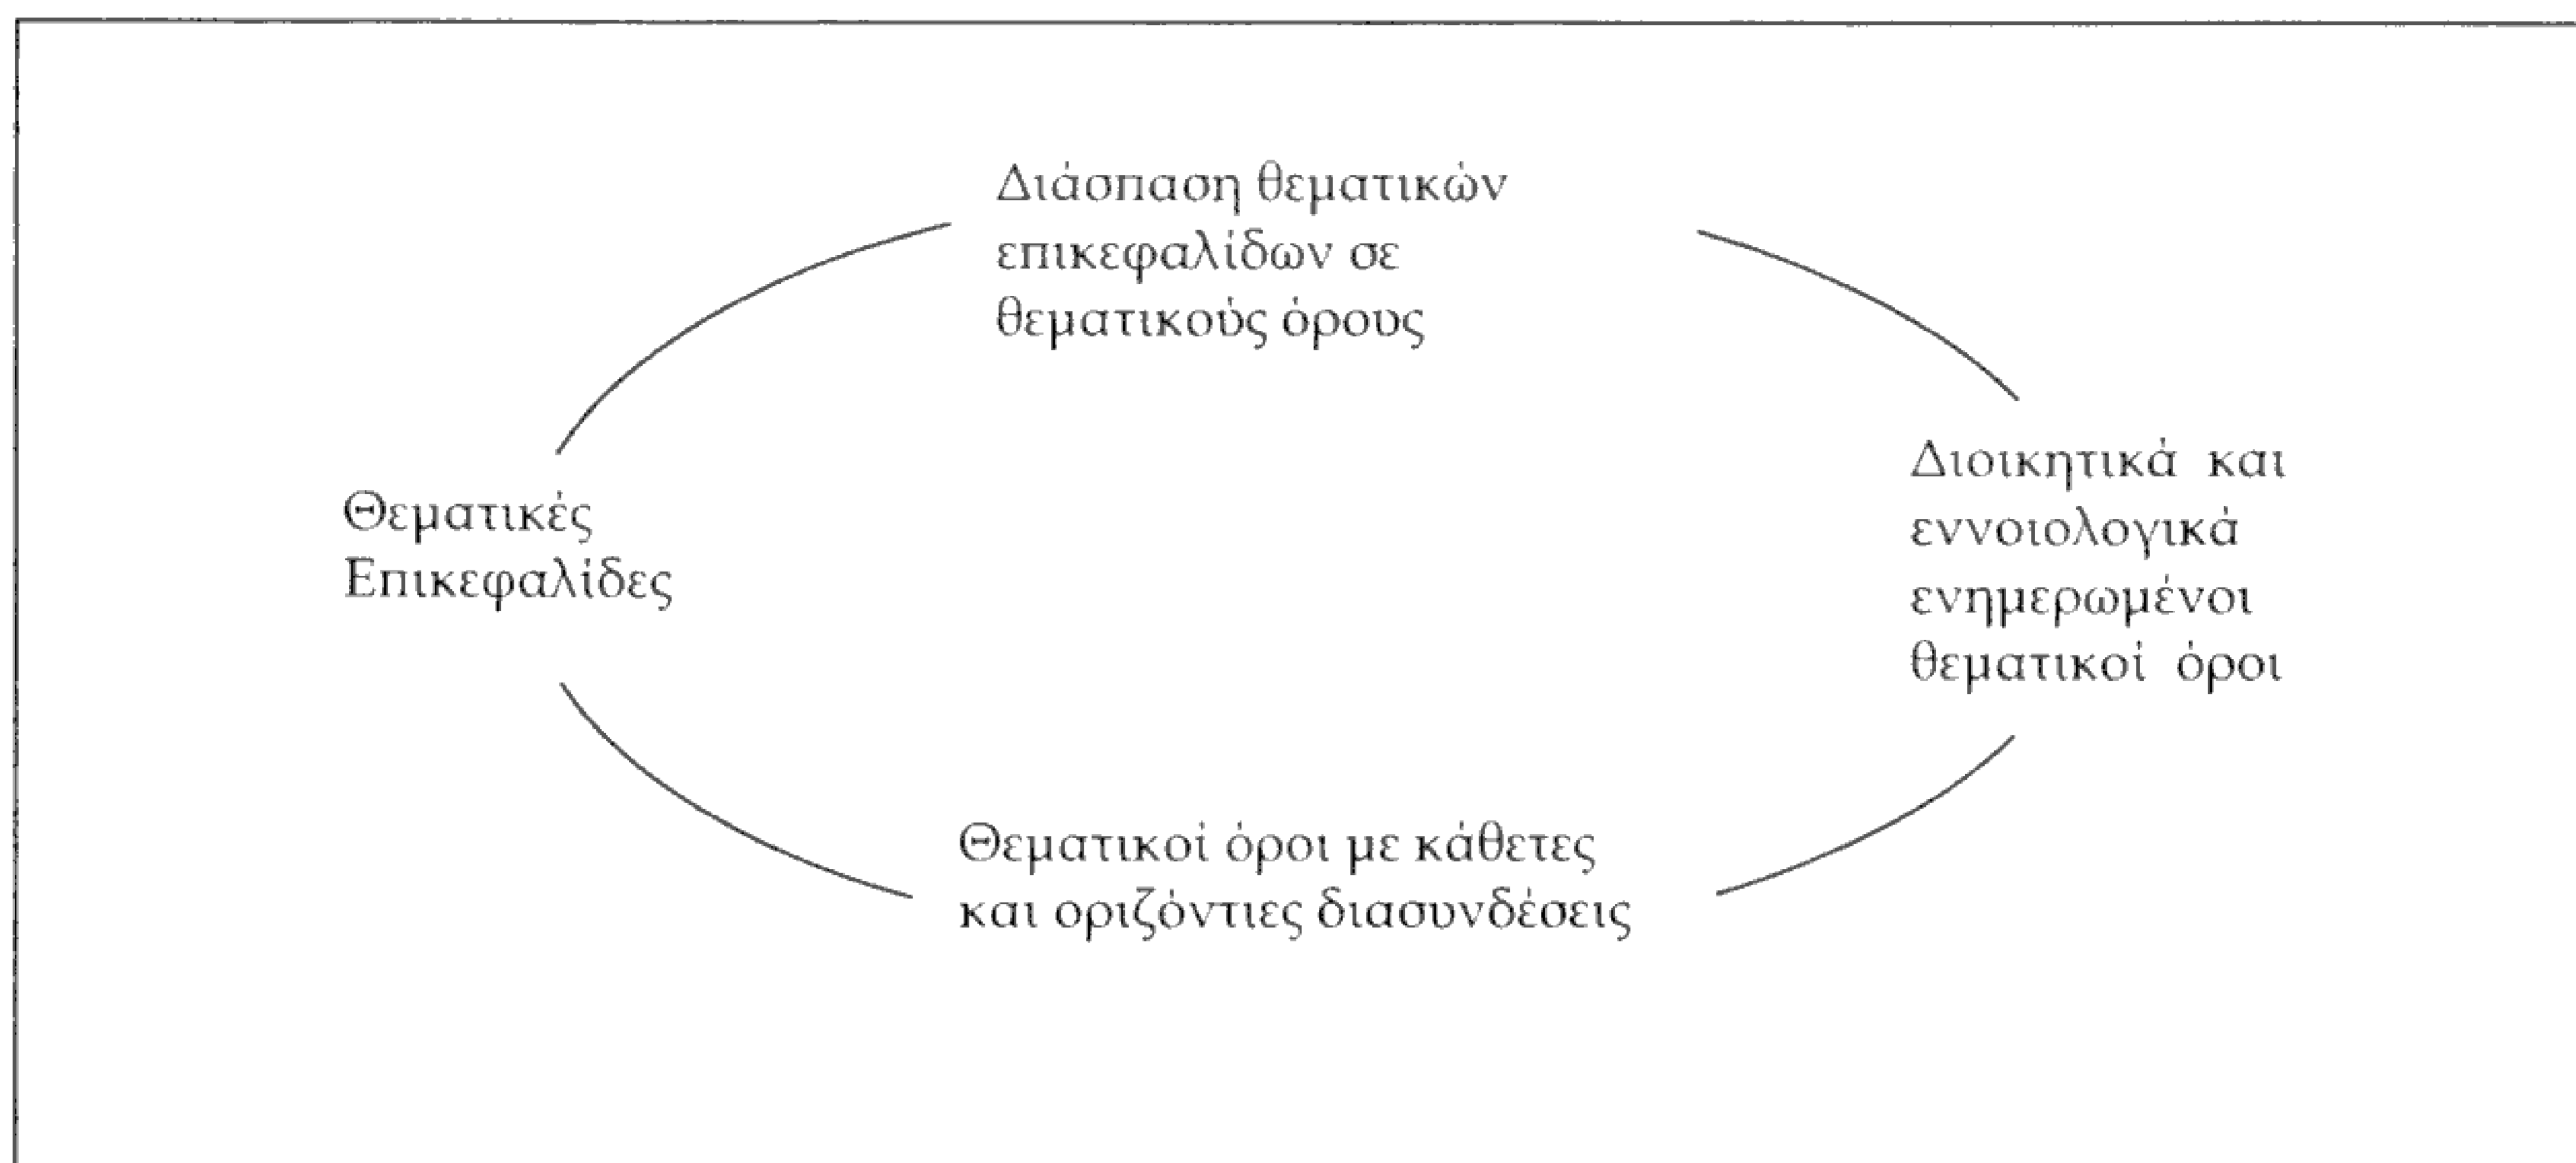 Διάσπαση θεματικών
επικεφαλίδων σε
θεματικούς όρους
Διοικητικά και
εννοιολογικά
ενημερωμένοι
θεματικοί όροι
Θεματικές
Επικεφαλίδες
Θεματικοί όροι με κάθετες
και οριζόντιες διασυνδέσεις